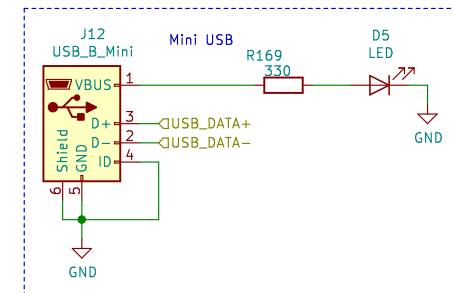 J12
USB_B_Mini
Mini USB
D5
LED
R169
330
VBUS
1
D+
3
USB_DATA+
D-
2
USB_DATA-
ID
4
Shield
GND
6
5
GND
GND